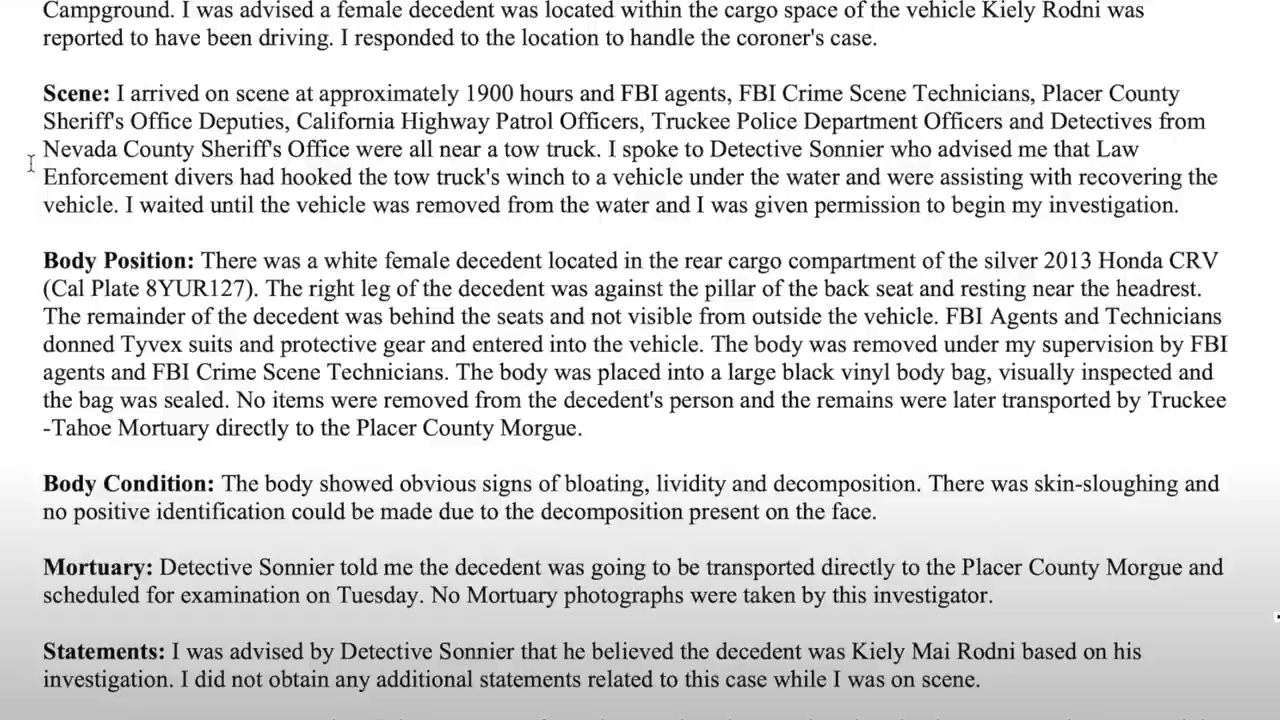 Campground. I was advised a female decedent was located within the cargo space of the vehicle Kiely Rodni was
reported to have been driving. I responded to the location to handle the coroner's case.
Scene: I arrived on scene at approximately 1900 hours and FBI agents, FBI Crime Scene Technicians, Placer County
Sheriff's Office Deputies, California Highway Patrol Officers, Truckee Police Department Officers and Detectives from
Nevada County Sheriff's Office were all near a tow truck. I spoke to Detective Sonnier who advised me that Law
Enforcement divers had hooked the tow truck's winch to a vehicle under the water and were assisting with recovering the
vehicle. I waited until the vehicle was removed from the water and I was given permission to begin my investigation.
Body Position: There was a white female decedent located in the rear cargo compartment of the silver 2013 Honda CRV
(Cal Plate 8YUR127). The right leg of the decedent was against the pillar of the back seat and resting near the headrest.
The remainder of the decedent was behind the seats and not visible from outside the vehicle. FBI Agents and Technicians
donned Tyvex suits and protective gear and entered into the vehicle. The body was removed under my supervision by FBI
agents and FBI Crime Scene Technicians. The body was placed into a large black vinyl body bag, visually inspected and
the bag was sealed. No items were removed from the decedent's person and the remains were later transported by Truckee
-Tahoe Mortuary directly to the Placer County Morgue.
Body Condition: The body showed obvious signs of bloating, lividity and decomposition. There was skin-sloughing and
no positive identification could be made due to the decomposition present on the face.
Mortuary: Detective Sonnier told me the decedent was going to be transported directly to the Placer County Morgue and
scheduled for examination on Tuesday. No Mortuary photographs were taken by this investigator.
Statements: I was advised by Detective Sonnier that he believed the decedent was Kiely Mai Rodni based on his
investigation. I did not obtain any additional statements related to this case while I was on scene.